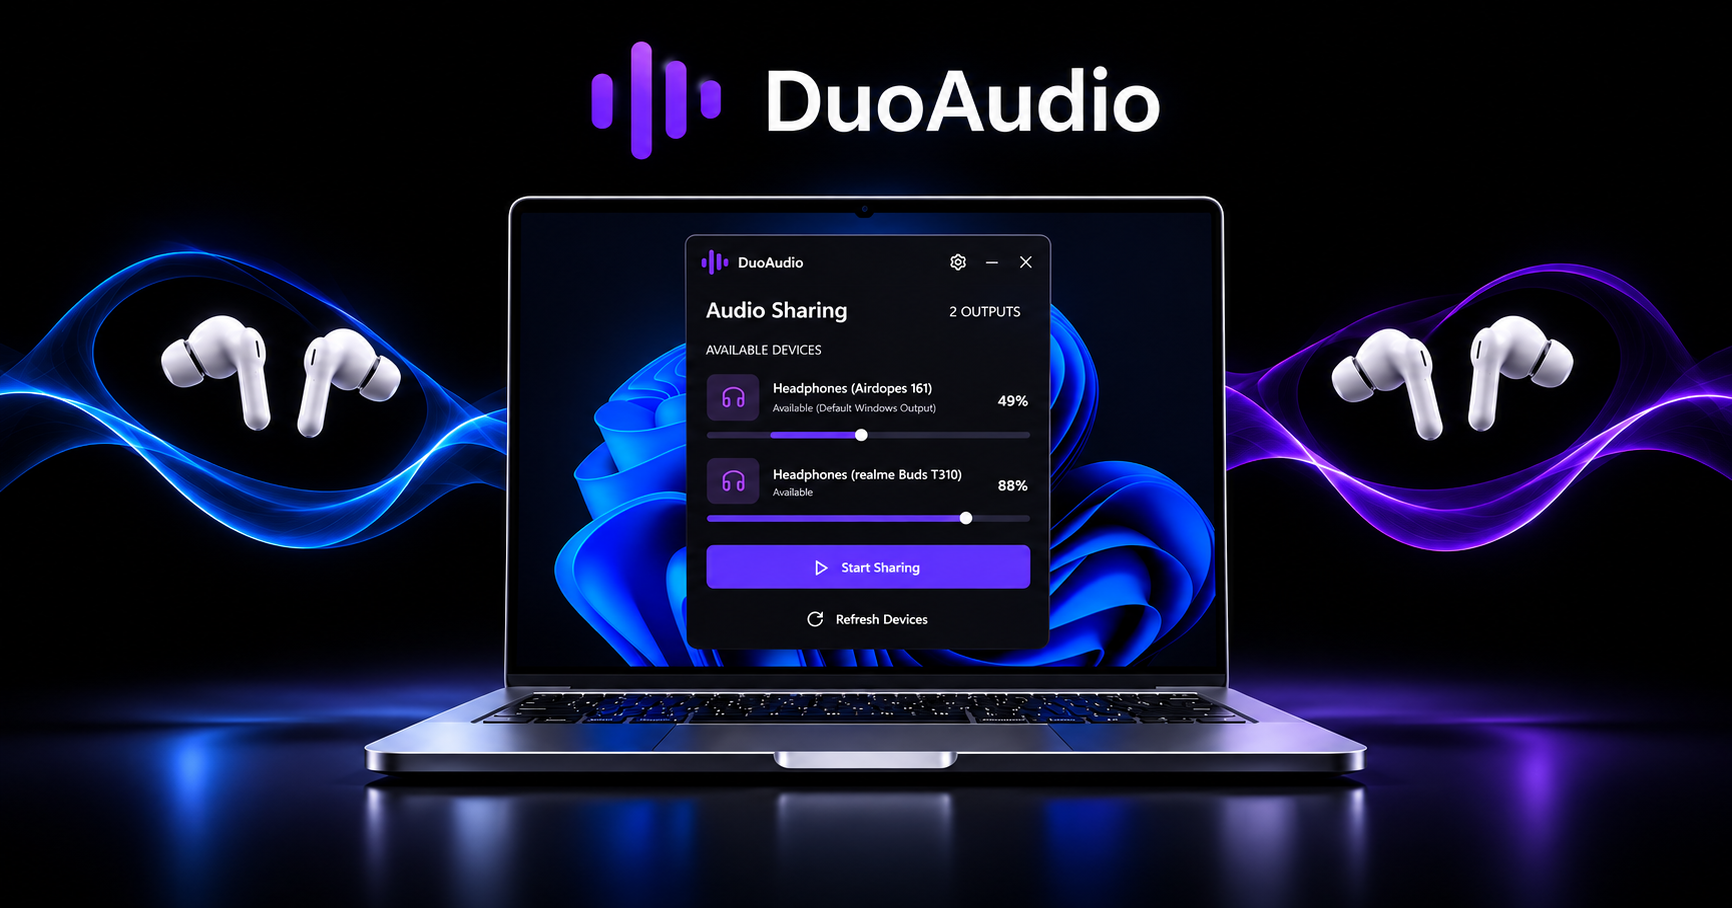 DuoAudio
DuoAudio
Audio Sharing
2 OUTPUTS
AVAILABLE DEVICES
Headphones (Airdopes 161)
49%
Available (Default Windows Output)
Headphones (realme Buds T310)
88%
Available
Start Sharing
Refresh Devices